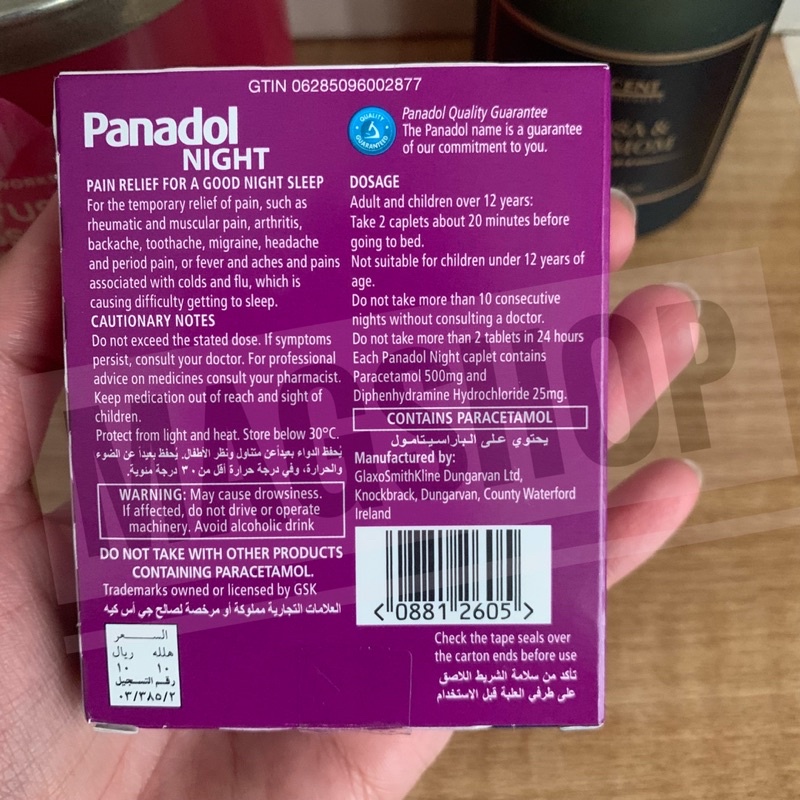 GTIN 06285096002877
Panadol
NIGHT
PAIN RELIEF FOR A GOOD NIGHT SLEEP
For the temporary relief of pain, such as
rheumatic and muscular pain, arthritis,
backache, toothache, migraine, headache
and period pain, or fever and aches and pains
associated with colds and flu, which is
causing difficulty getting to sleep.
CAUTIONARY NOTES
Do not exceed the stated dose. If symptoms
persist, consult your doctor. For professional
advice on medicines consult your pharmacist.
Keep medication out of reach and sight of
children.
Protect from light and heat. Store below 30°C.
يُحفظ الدواء بعيداً عن متناول ونظر الأطفال. يُحفظ بعيداً عن الضوء
والحرارة، وفي درجة حرارة أقل من ٣٠ درجة مئوية.
WARNING: May cause drowsiness.
If affected, do not drive or operate
machinery. Avoid alcoholic drink
DO NOT TAKE WITH OTHER PRODUCTS
CONTAINING PARACETAMOL.
Trademarks owned or licensed by GSK
العلامات التجارية مملوكة أو مرخصة لصالح جي أس كيه
السعر
هلله ريال
١٠ ١٠
رقم التسجيل
٠٣/٣٨٥/٢
QUALITY
GUARANTEED
Panadol Quality Guarantee
The Panadol name is a guarantee
of our commitment to you.
DOSAGE
Adult and children over 12 years:
Take 2 caplets about 20 minutes before
going to bed.
Not suitable for children under 12 years of
age.
Do not take more than 10 consecutive
nights without consulting a doctor.
Do not take more than 2 tablets in 24 hours
Each Panadol Night caplet contains
Paracetamol 500mg and
Diphenhydramine Hydrochloride 25mg.
CONTAINS PARACETAMOL
يحتوي على الباراسيتامول
Manufactured by:
GlaxoSmithKline Dungarvan Ltd,
Knockbrack, Dungarvan, County Waterford
Ireland
<0881 2605>
Check the tape seals over
the carton ends before use
تأكد من سلامة الشريط اللاصق
على طرفي العلبة قبل الاستخدام
MAGSHOP